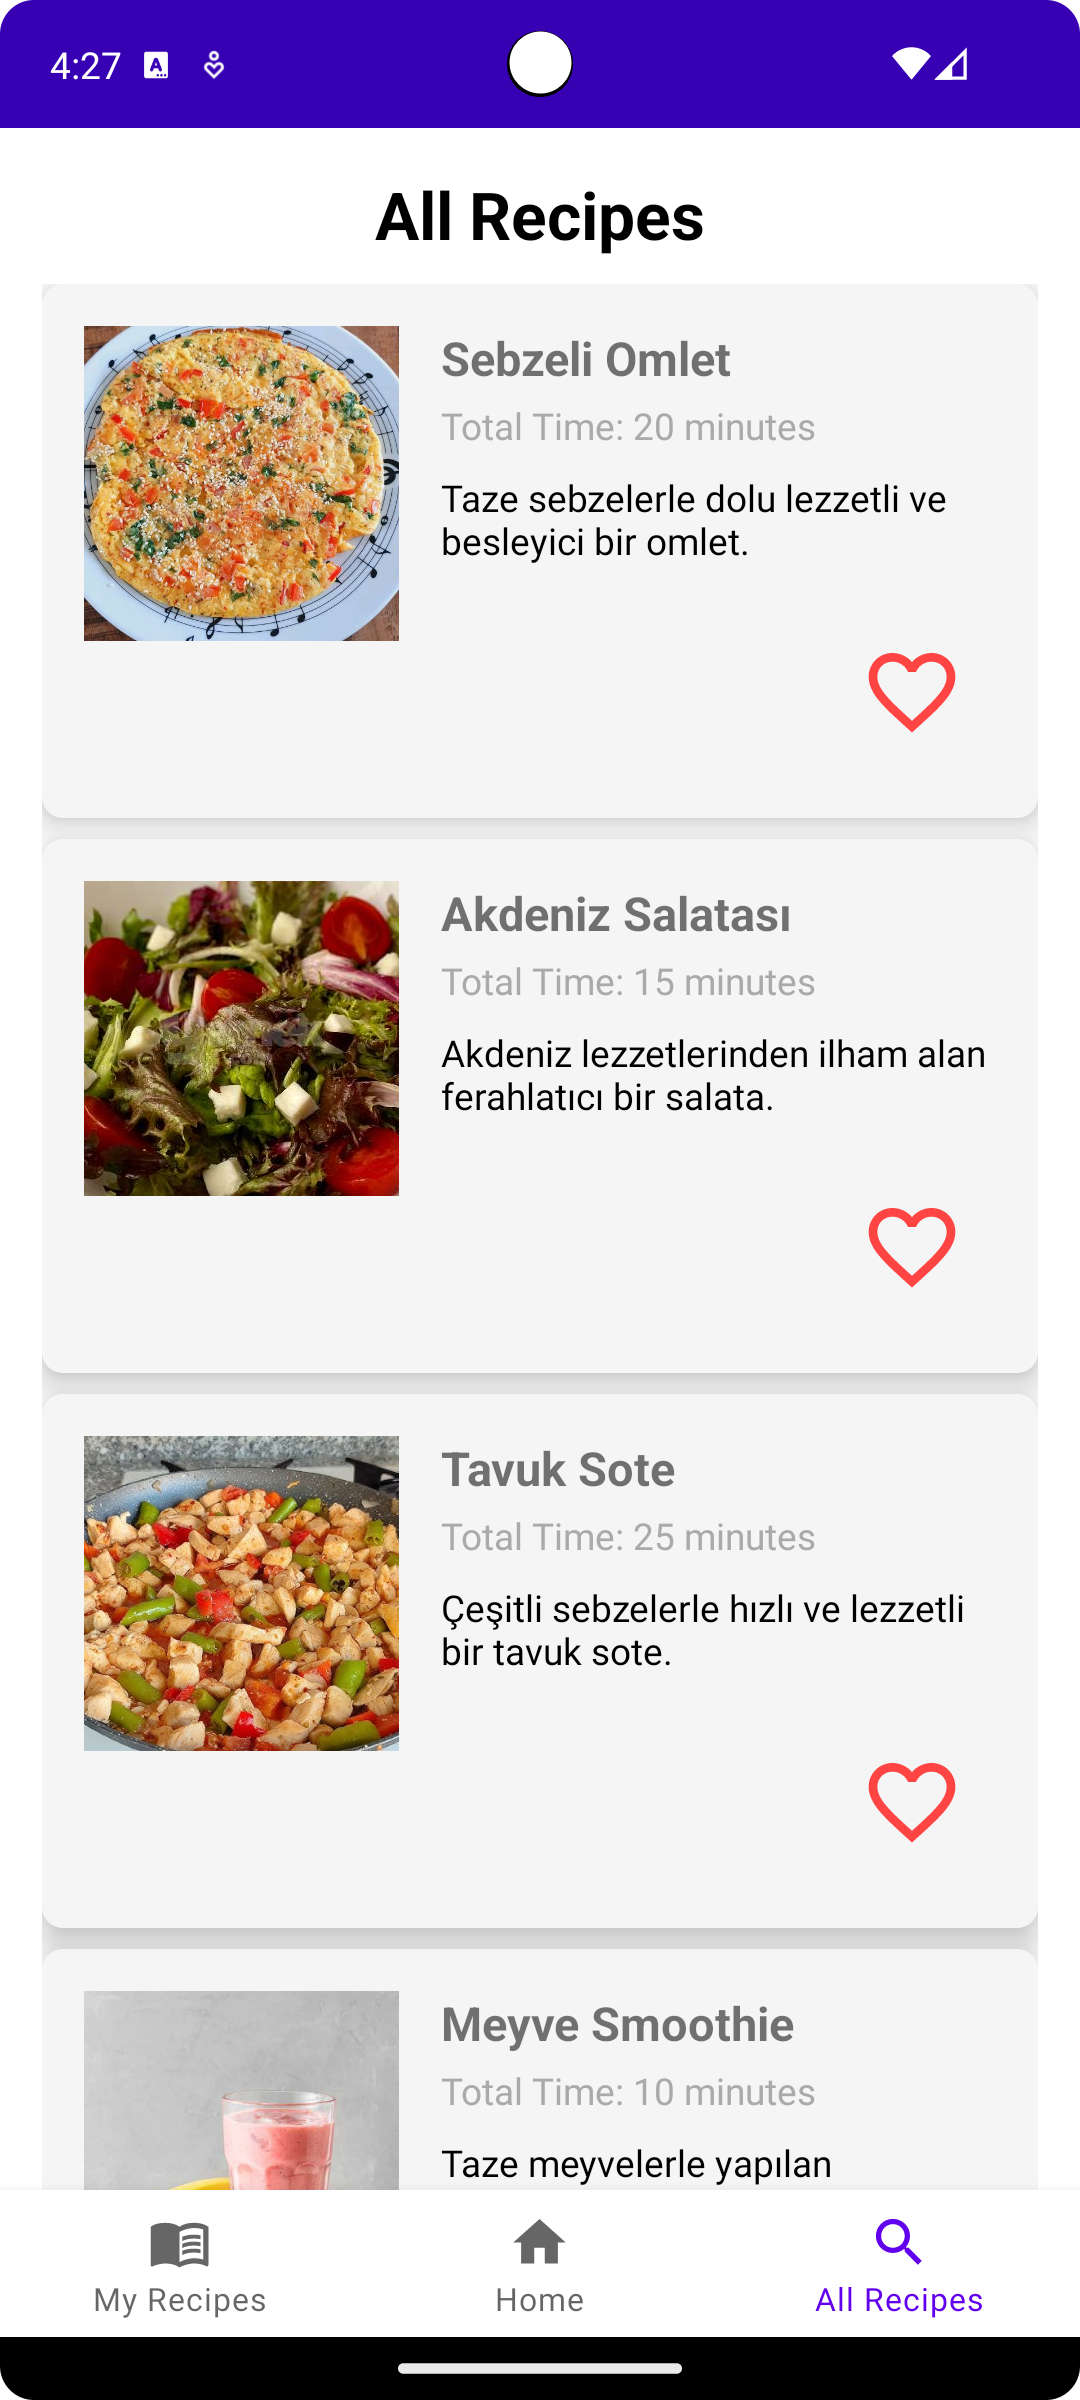 4:27
All Recipes
Sebzeli Omlet
Total Time: 20 minutes
Taze sebzelerle dolu lezzetli ve
besleyici bir omlet.
Akdeniz Salatası
Total Time: 15 minutes
Akdeniz lezzetlerinden ilham alan
ferahlatıcı bir salata.
Tavuk Sote
Total Time: 25 minutes
Çeşitli sebzelerle hızlı ve lezzetli
bir tavuk sote.
Meyve Smoothie
Total Time: 10 minutes
Taze meyvelerle yapılan
My Recipes
Home
All Recipes